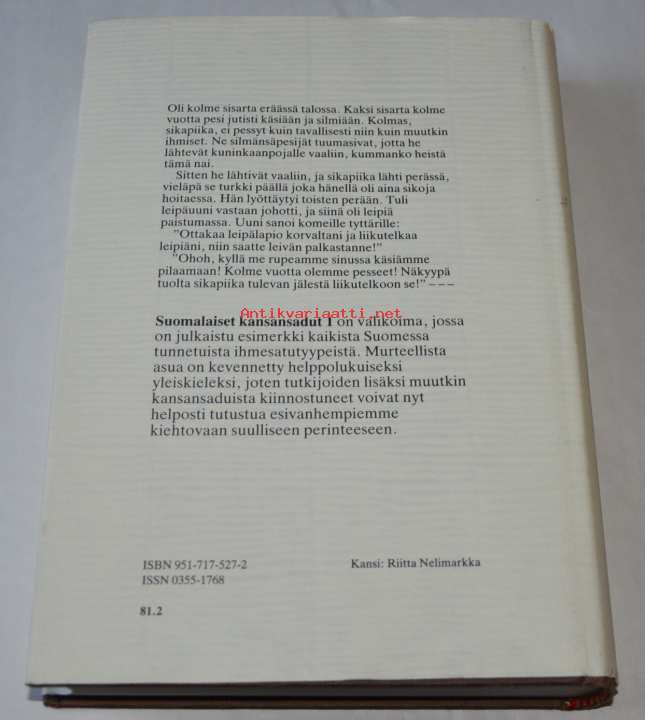 Oli kolme sisarta eräässä talossa. Kaksi sisarta kolme
vuotta pesi jutisti käsiään ja silmiään. Kolmas,
sikapiika, ei pessyt kuin tavallisesti niin kuin muutkin
ihmiset. Ne silmänsäpesijät tuumasivat, jotta he
lähtevät kuninkaanpojalle vaaliin, kummanko heistä
tämä nai.
Sitten he lähtivät vaaliin, ja sikapiika lähti perässä,
vieläpä se turkki päällä joka hänellä oli aina sikoja
hoitaessa. Hän lyöttäytyi toisten perään. Tuli
leipäuuni vastaan johotti, ja siinä oli leipiä
paistumassa. Uuni sanoi komeille tyttärille:
"Ottakaa leipälapio korvaltani ja liikutelkaa
leipiäni, niin saatte leivän palkastanne!"
"Ohoh, kyllä me rupeamme sinussa käsiämme
pilaamaan! Kolme vuotta olemme pesseet! Näkyypä
tuolta sikapiika tulevan jälestä liikutelkoon se!" – – –
Antikvariaatti.net
Suomalaiset kansansadut 1 on valikoima, jossa
on julkaistu esimerkki kaikista Suomessa
tunnetuista ihmesatutyypeistä. Murteellista
asua on kevennetty helppolukuiseksi
yleiskieleksi, joten tutkijoiden lisäksi muutkin
kansansaduista kiinnostuneet voivat nyt
helposti tutustua esivanhempiemme
kiehtovaan suulliseen perinteeseen.
ISBN 951-717-527-2
ISSN 0355-1768
Kansi: Riitta Nelimarkka
81.2